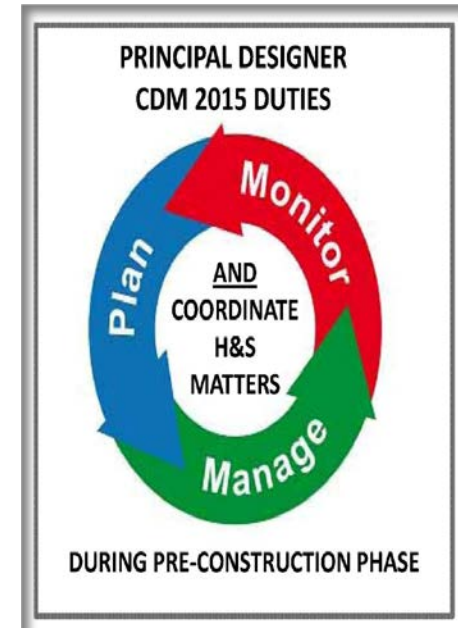 PRINCIPAL DESIGNER
CDM 2015 DUTIES
Plan
Monitor
Manage
AND
COORDINATE
H&S
MATTERS
DURING PRE-CONSTRUCTION PHASE